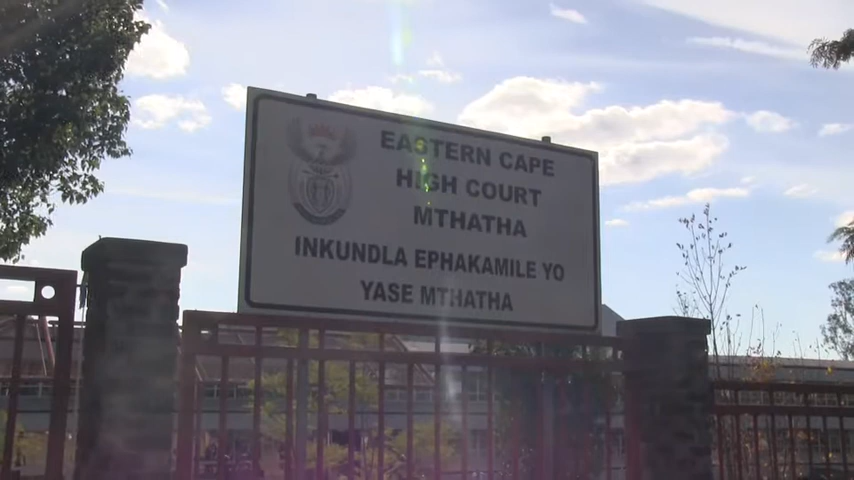 EASTERN CAPE
HIGH COURT
MTHATHA
INKUNDLA EPHAKAMILE YO
YASE MTHATHA